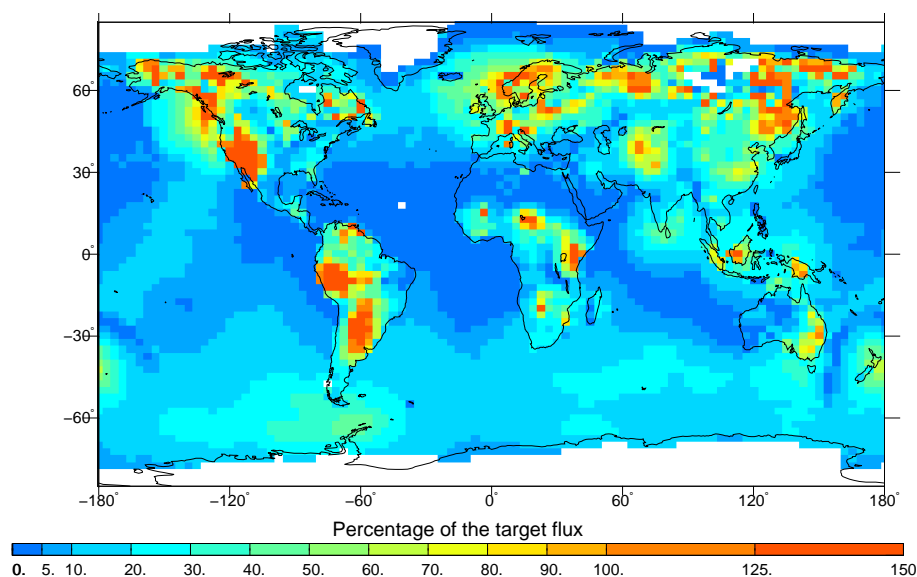 60°
30°
0°
−30°
−60°
−180° −120° −60° 0° 60° 120° 180°
Percentage of the target flux
0. 5. 10. 20. 30. 40. 50. 60. 70. 80. 90. 100. 125. 150